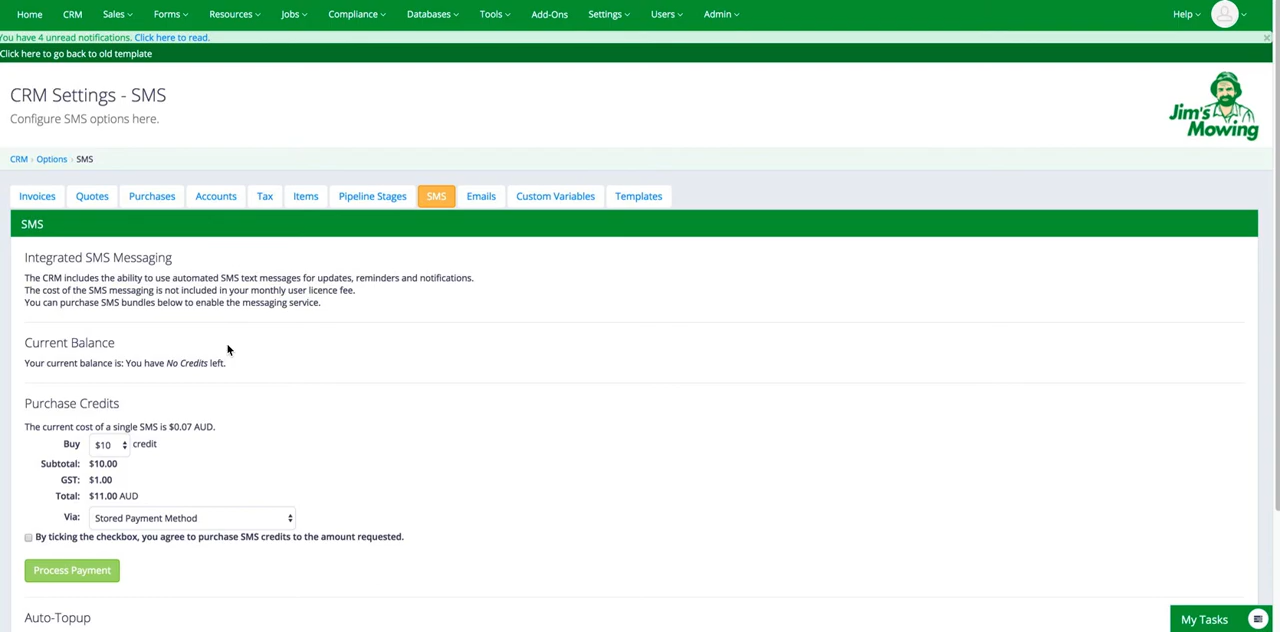 Home CRM Sales Forms Resources Jobs Compliance Databases Tools Add-Ons Settings Users Admin Help
You have 4 unread notifications. Click here to read. ×
Click here to go back to old template
CRM Settings - SMS
Configure SMS options here.
Jim's
Mowing
CRM › Options › SMS
Invoices Quotes Purchases Accounts Tax Items Pipeline Stages SMS Emails Custom Variables Templates
SMS
Integrated SMS Messaging
The CRM includes the ability to use automated SMS text messages for updates, reminders and notifications.
The cost of the SMS messaging is not included in your monthly user licence fee.
You can purchase SMS bundles below to enable the messaging service.
Current Balance
Your current balance is: You have No Credits left.
Purchase Credits
The current cost of a single SMS is $0.07 AUD.
Buy $10 credit
Subtotal: $10.00
GST: $1.00
Total: $11.00 AUD
Via: Stored Payment Method
By ticking the checkbox, you agree to purchase SMS credits to the amount requested.
Process Payment
Auto-Topup
My Tasks